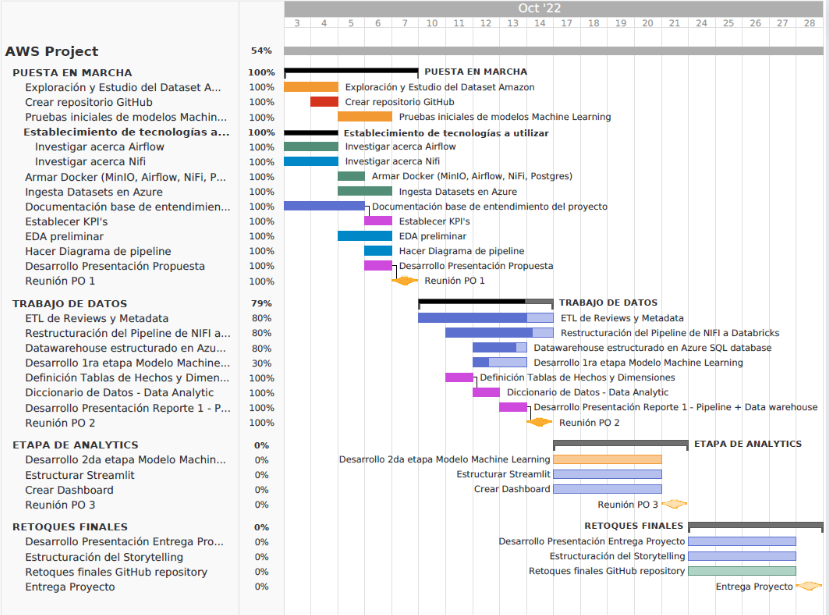 Oct '22
3 4 5 6 7 10 11 12 13 14 17 18 19 20 21 24 25 26 27 28
AWS Project 54%
PUESTA EN MARCHA 100% PUESTA EN MARCHA
Exploración y Estudio del Dataset A... 100% Exploración y Estudio del Dataset Amazon
Crear repositorio GitHub 100% Crear repositorio GitHub
Pruebas iniciales de modelos Machin... 100% Pruebas iniciales de modelos Machine Learning
Establecimiento de tecnologías a... 100% Establecimiento de tecnologías a utilizar
Investigar acerca Airflow 100% Investigar acerca Airflow
Investigar acerca Nifi 100% Investigar acerca Nifi
Armar Docker (MinIO, Airflow, NiFi, P... 100% Armar Docker (MinIO, Airflow, NiFi, Postgres)
Ingesta Datasets en Azure 100% Ingesta Datasets en Azure
Documentación base de entendimien... 100% Documentación base de entendimiento del proyecto
Establecer KPI's 100% Establecer KPI's
EDA preliminar 100% EDA preliminar
Hacer Diagrama de pipeline 100% Hacer Diagrama de pipeline
Desarrollo Presentación Propuesta 100% Desarrollo Presentación Propuesta
Reunión PO 1 100% Reunión PO 1
TRABAJO DE DATOS 79% TRABAJO DE DATOS
ETL de Reviews y Metadata 80% ETL de Reviews y Metadata
Restructuración del Pipeline de NIFI a... 80% Restructuración del Pipeline de NIFI a Databricks
Datawarehouse estructurado en Azu... 80% Datawarehouse estructurado en Azure SQL database
Desarrollo 1ra etapa Modelo Machine... 30% Desarrollo 1ra etapa Modelo Machine Learning
Definición Tablas de Hechos y Dimen... 100% Definición Tablas de Hechos y Dimensiones
Diccionario de Datos - Data Analytic 100% Diccionario de Datos - Data Analytic
Desarrollo Presentación Reporte 1 - P... 100% Desarrollo Presentación Reporte 1 - Pipeline + Data warehouse
Reunión PO 2 100% Reunión PO 2
ETAPA DE ANALYTICS 0% ETAPA DE ANALYTICS
Desarrollo 2da etapa Modelo Machin... 0% Desarrollo 2da etapa Modelo Machine Learning
Estructurar Streamlit 0% Estructurar Streamlit
Crear Dashboard 0% Crear Dashboard
Reunión PO 3 0% Reunión PO 3
RETOQUES FINALES 0% RETOQUES FINALES
Desarrollo Presentación Entrega Pro... 0% Desarrollo Presentación Entrega Proyecto
Estructuración del Storytelling 0% Estructuración del Storytelling
Retoques finales GitHub repository 0% Retoques finales GitHub repository
Entrega Proyecto 0% Entrega Proyecto